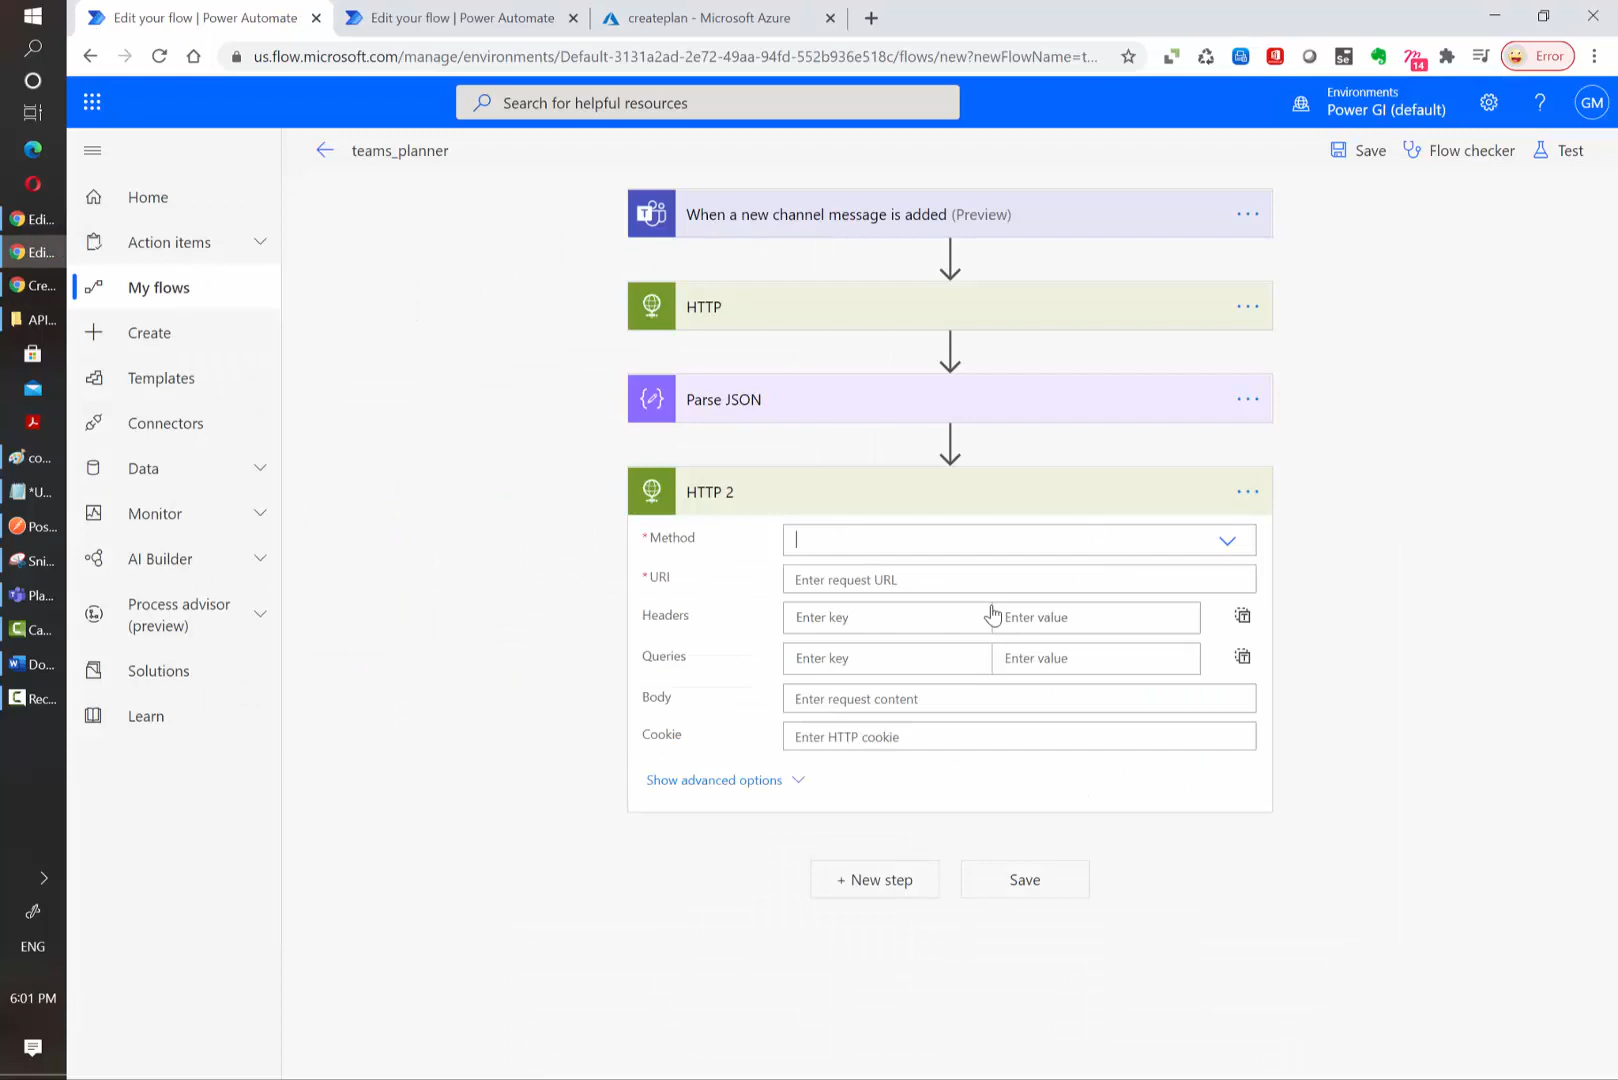 Edit your flow | Power Automate
Edit your flow | Power Automate
createplan - Microsoft Azure
us.flow.microsoft.com/manage/environments/Default-3131a2ad-2e72-49aa-94fd-552b936e518c/flows/new?newFlowName=t...
Se
14
Error
Search for helpful resources
Environments
Power GI (default)
?
GM
teams_planner
Save
Flow checker
Test
Home
Action items
My flows
Create
Templates
Connectors
Data
Monitor
AI Builder
Process advisor
(preview)
Solutions
Learn
When a new channel message is added (Preview)
HTTP
Parse JSON
HTTP 2
* Method
* URI
Enter request URL
Headers
Enter key
Enter value
Queries
Enter key
Enter value
Body
Enter request content
Cookie
Enter HTTP cookie
Show advanced options
+ New step
Save
Edi...
Edi...
Cre...
API...
co...
*U...
Pos...
Sni...
Pla...
Ca...
Do...
Rec...
ENG
6:01 PM